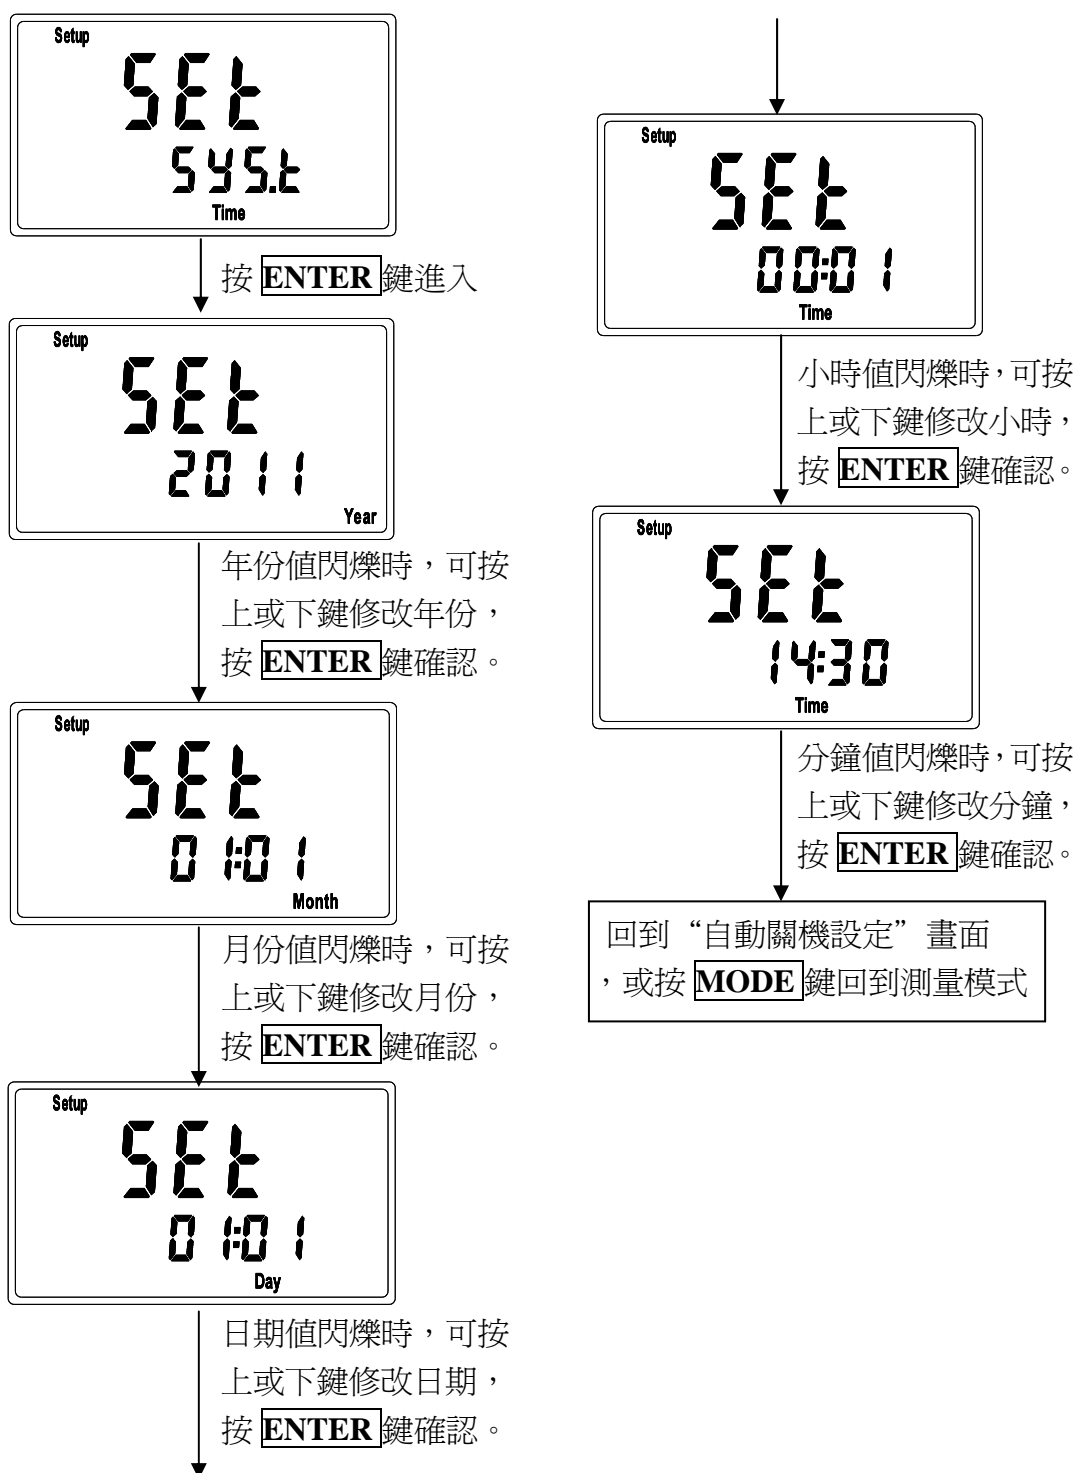 Setup
SEt
SYS.t
Time
按 ENTER 鍵進入
Setup
SEt
2011
Year
年份值閃爍時，可按
上或下鍵修改年份，
按 ENTER 鍵確認。
Setup
SEt
01:01
Month
月份值閃爍時，可按
上或下鍵修改月份，
按 ENTER 鍵確認。
Setup
SEt
01:01
Day
日期值閃爍時，可按
上或下鍵修改日期，
按 ENTER 鍵確認。
Setup
SEt
00:01
Time
小時值閃爍時，可按
上或下鍵修改小時，
按 ENTER 鍵確認。
Setup
SEt
14:30
Time
分鐘值閃爍時，可按
上或下鍵修改分鐘，
按 ENTER 鍵確認。
回到“自動關機設定”畫面
，或按 MODE 鍵回到測量模式